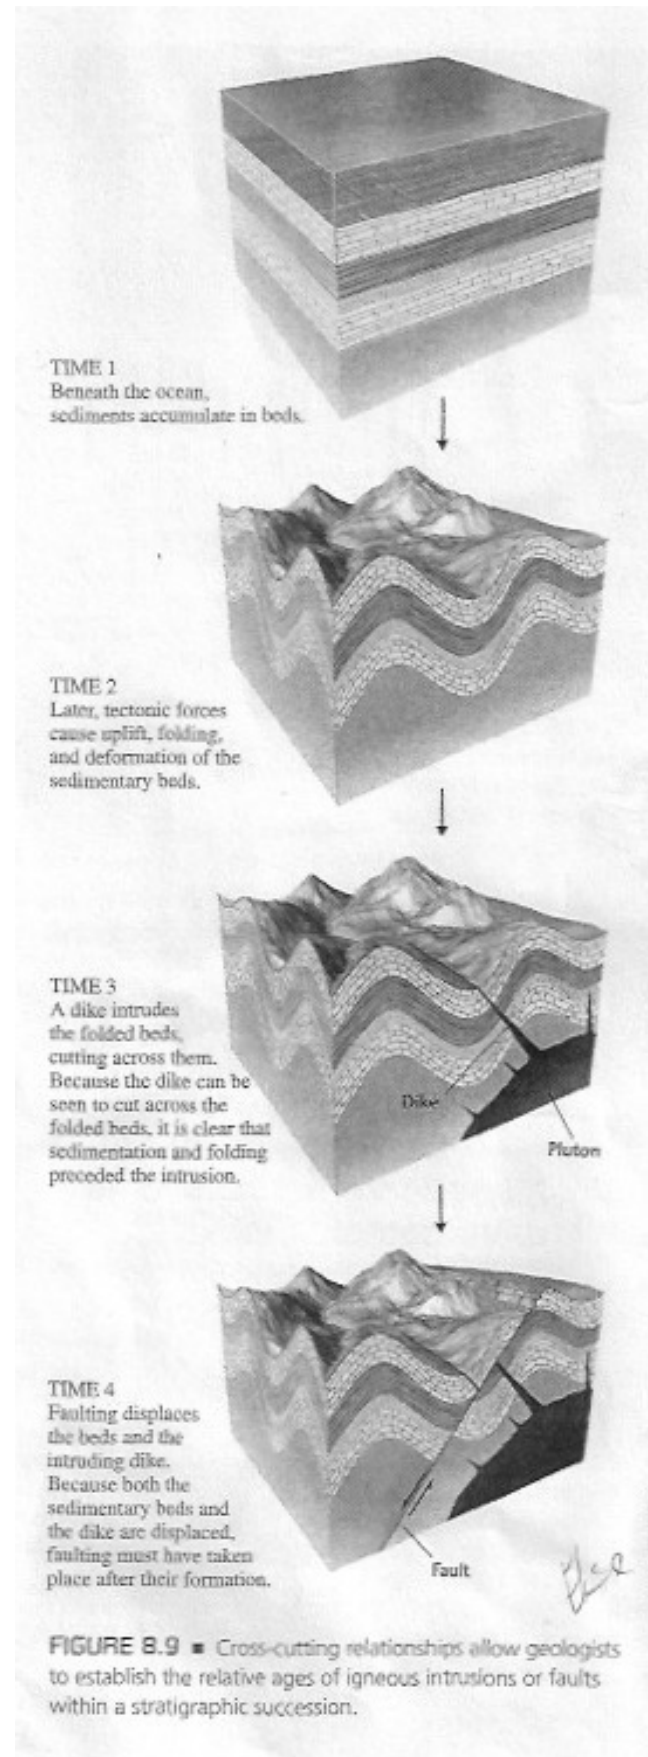 TIME 1
Beneath the ocean,
sediments accumulate in beds.
TIME 2
Later, tectonic forces
cause uplift, folding,
and deformation of the
sedimentary beds.
TIME 3
A dike intrudes
the folded beds,
cutting across them.
Because the dike can be
seen to cut across the
folded beds, it is clear that
sedimentation and folding
preceded the intrusion.
Dike
Pluton
TIME 4
Faulting displaces
the beds and the
intruding dike.
Because both the
sedimentary beds and
the dike are displaced,
faulting must have taken
place after their formation.
Fault
FIGURE 8.9 ■ Cross-cutting relationships allow geologists
to establish the relative ages of igneous intrusions or faults
within a stratigraphic succession.